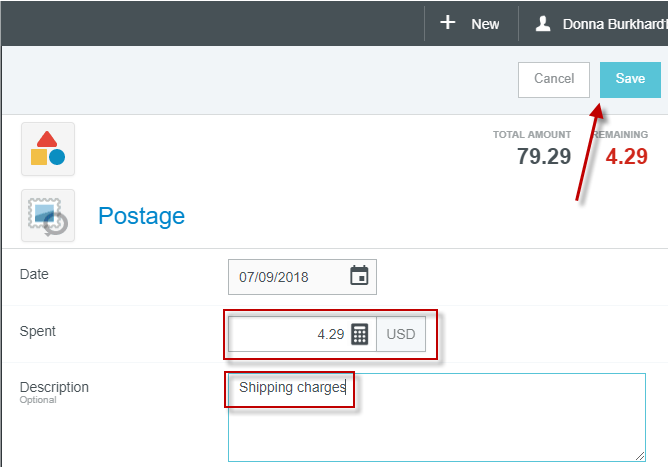 New
Donna Burkhardt
Cancel
Save
TOTAL AMOUNT
REMAINING
79.29
4.29
Postage
Date
07/09/2018
Spent
4.29
USD
Description
Optional
Shipping charges